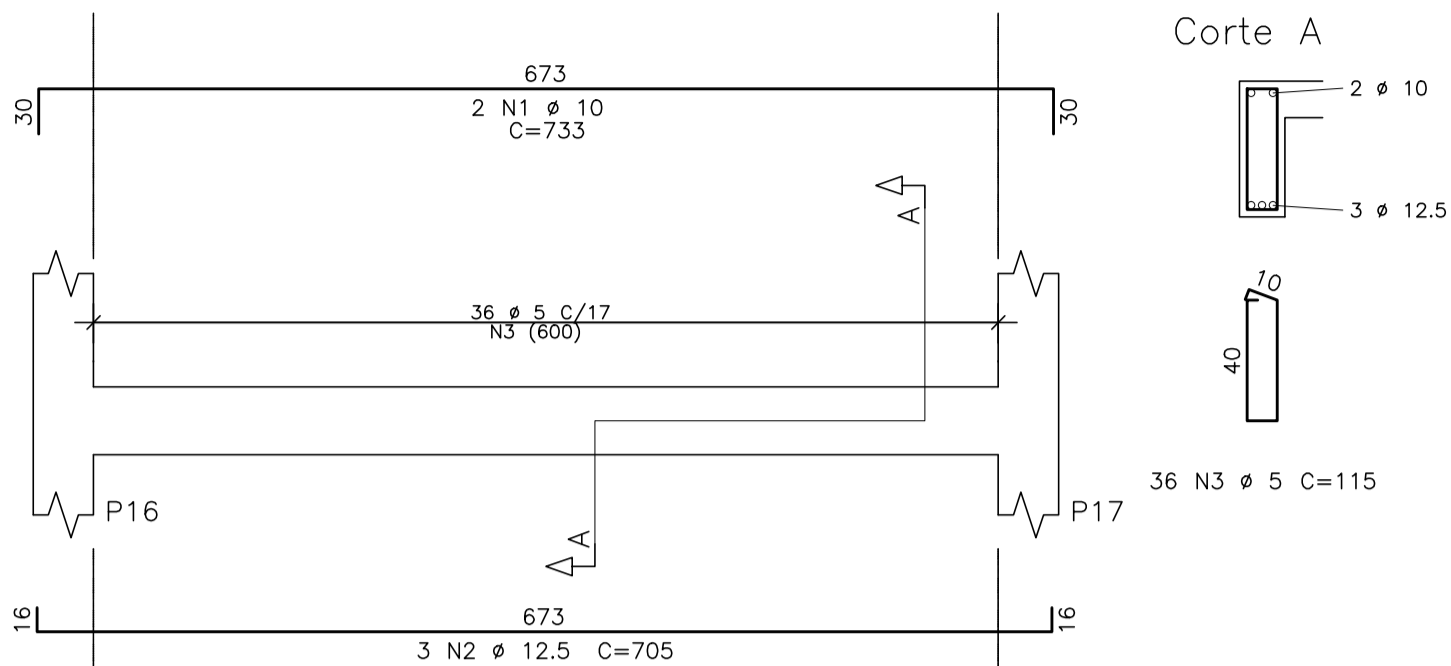 Corte A
673
2 N1 ø 10
C=733
30
30
2 ø 10
3 ø 12.5
A
36 ø 5 C/17
N3 (600)
10
40
36 N3 ø 5 C=115
P16
P17
A
16
673
16
3 N2 ø 12.5 C=705